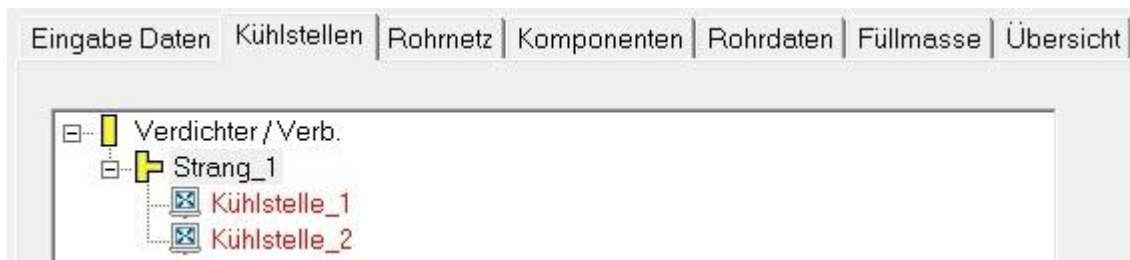 Eingabe Daten Kühlstellen Rohrnetz Komponenten Rohrdaten Füllmasse Übersicht
Verdichter / Verb.
Strang_1
Kühlstelle_1
Kühlstelle_2